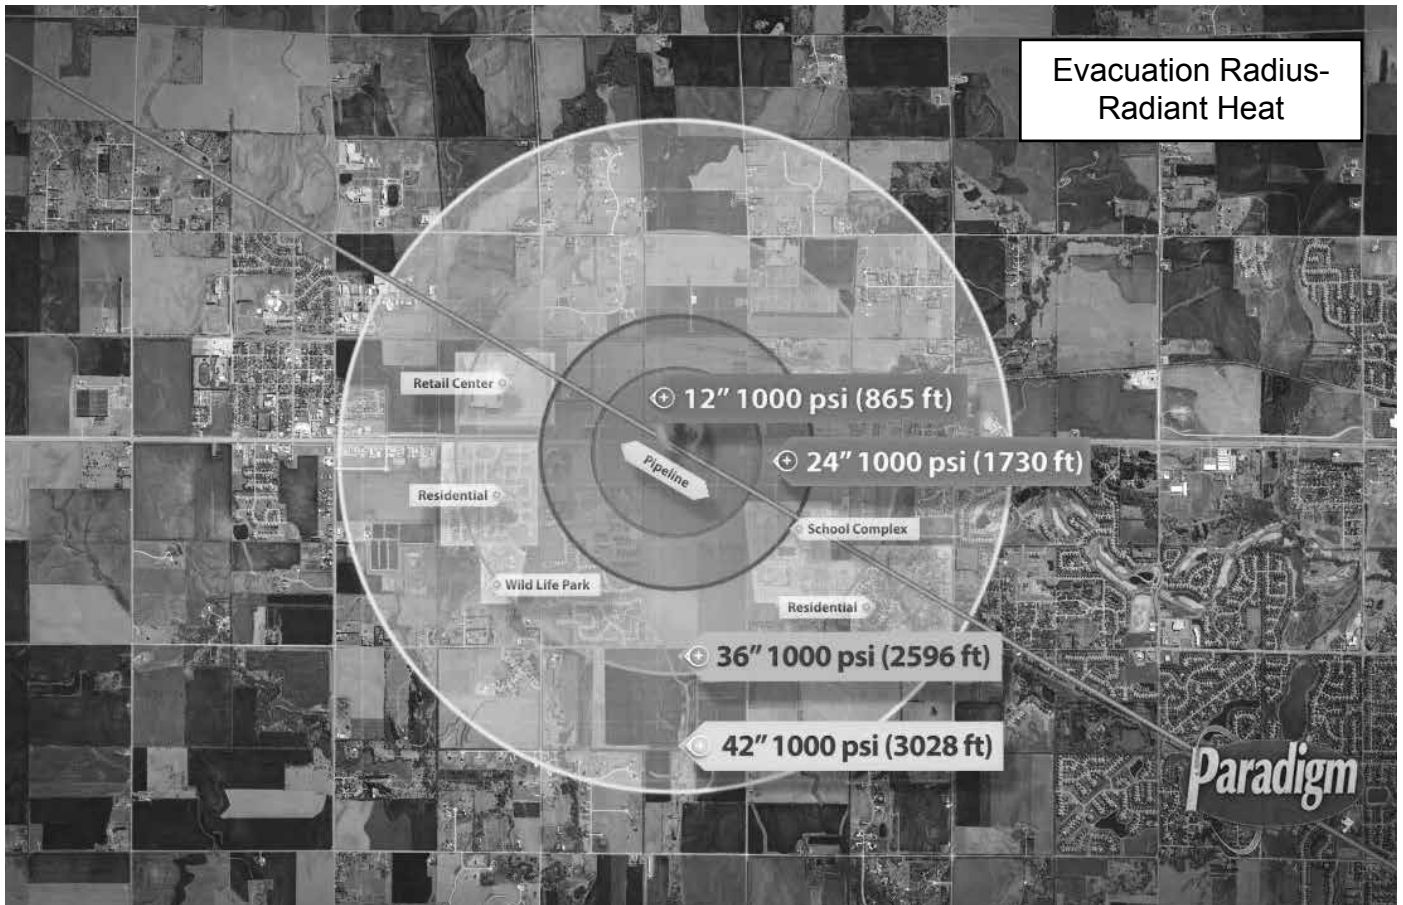 Evacuation Radius-
Radiant Heat
Retail Center
12” 1000 psi (865 ft)
24” 1000 psi (1730 ft)
Pipeline
Residential
School Complex
Wild Life Park
Residential
36” 1000 psi (2596 ft)
42” 1000 psi (3028 ft)
Paradigm